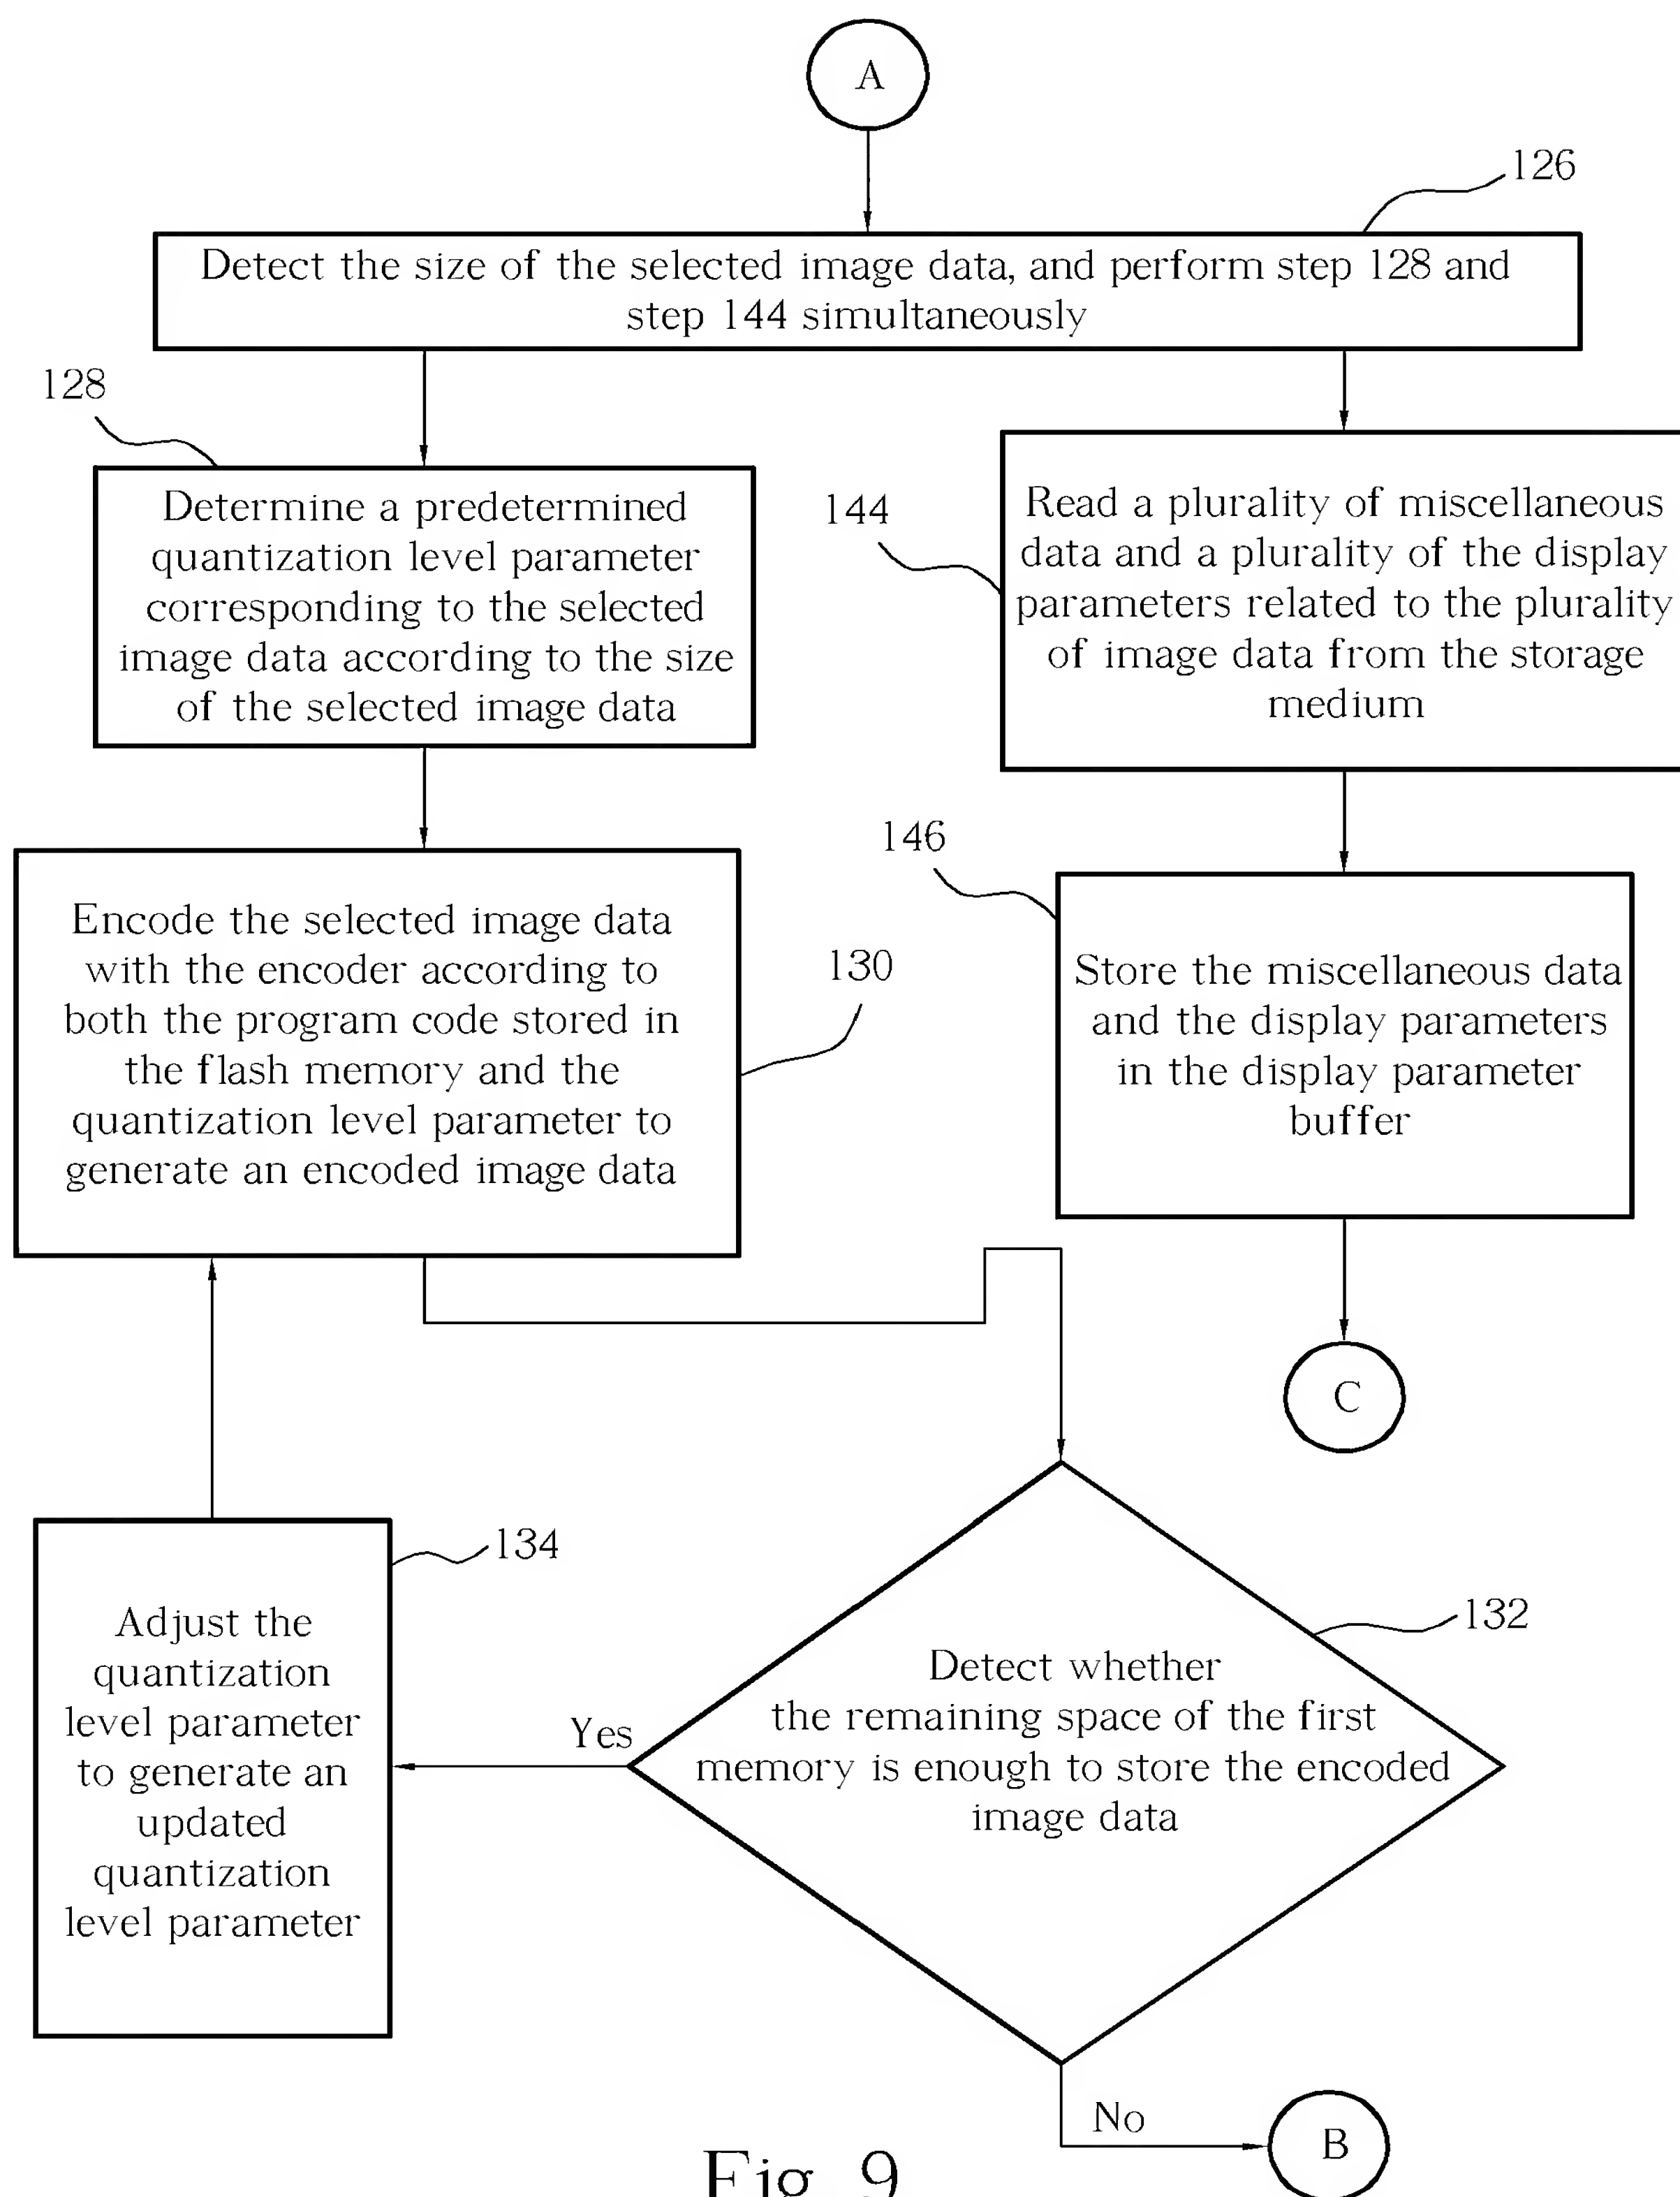 A
126
Detect the size of the selected image data, and perform step 128 and
step 144 simultaneously
128
Determine a predetermined
quantization level parameter
corresponding to the selected
image data according to the size
of the selected image data
144
Read a plurality of miscellaneous
data and a plurality of the display
parameters related to the plurality
of image data from the storage
medium
130
Encode the selected image data
with the encoder according to
both the program code stored in
the flash memory and the
quantization level parameter to
generate an encoded image data
146
Store the miscellaneous data
and the display parameters
in the display parameter
buffer
C
134
Adjust the
quantization
level parameter
to generate an
updated
quantization
level parameter
Yes
132
Detect whether
the remaining space of the first
memory is enough to store the encoded
image data
No
B
Fig. 9